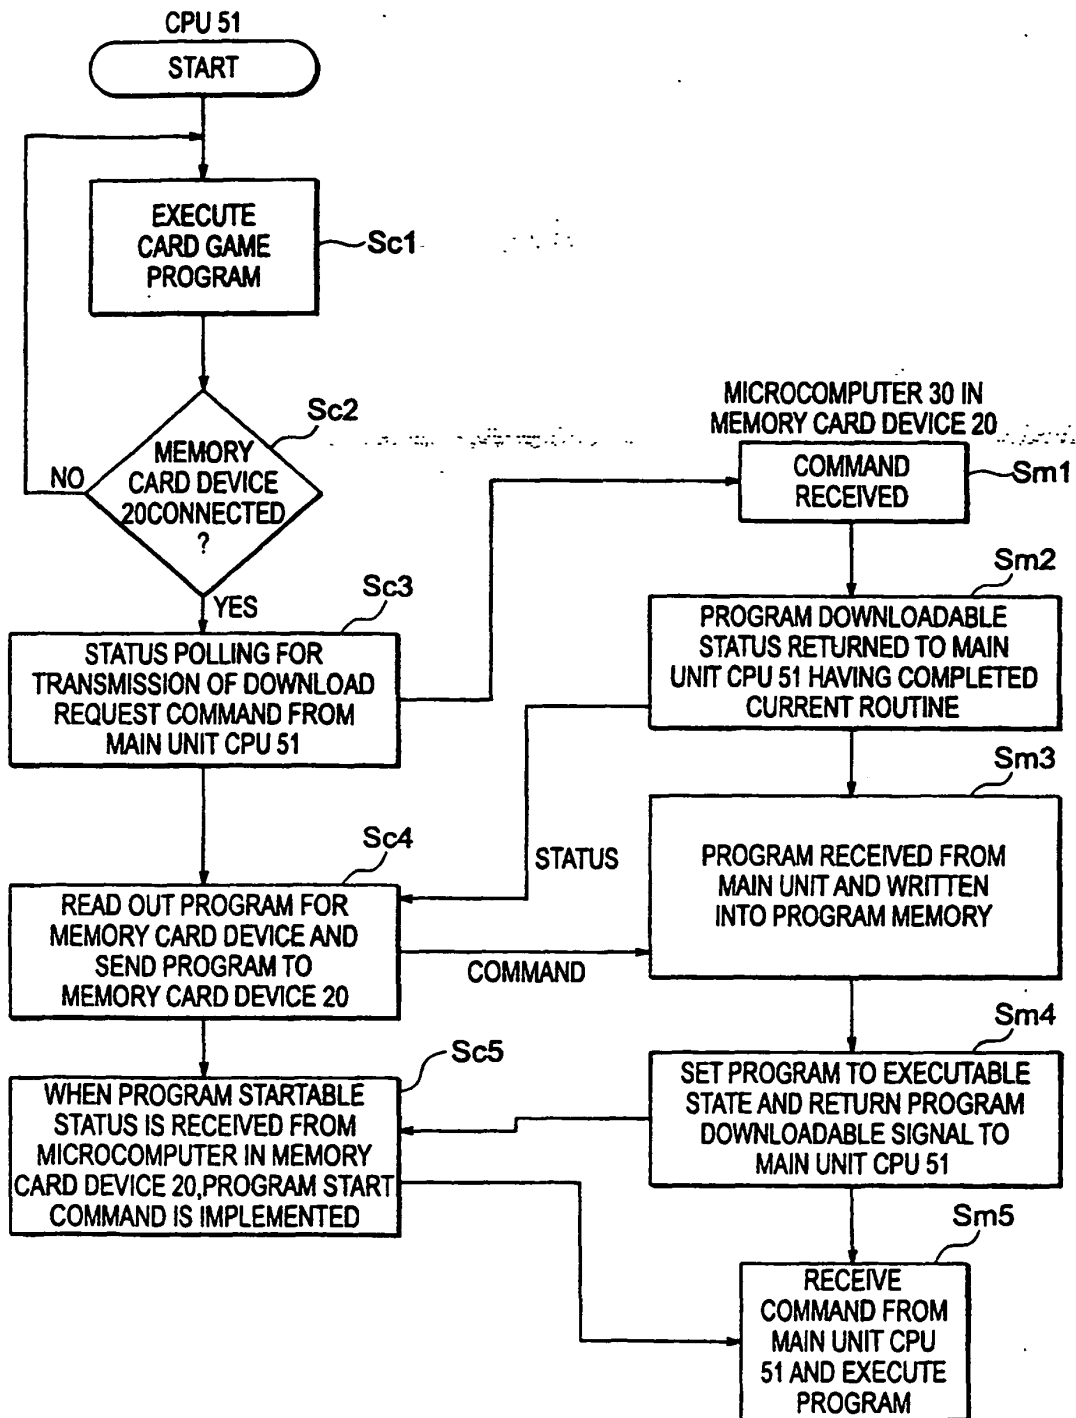 CPU 51
START
EXECUTE
CARD GAME
PROGRAM
Sc1
Sc2
MEMORY
CARD DEVICE
20CONNECTED
?
NO
YES
Sc3
STATUS POLLING FOR
TRANSMISSION OF DOWNLOAD
REQUEST COMMAND FROM
MAIN UNIT CPU 51
Sc4
READ OUT PROGRAM FOR
MEMORY CARD DEVICE AND
SEND PROGRAM TO
MEMORY CARD DEVICE 20
Sc5
WHEN PROGRAM STARTABLE
STATUS IS RECEIVED FROM
MICROCOMPUTER IN MEMORY
CARD DEVICE 20,PROGRAM START
COMMAND IS IMPLEMENTED
STATUS
COMMAND
MICROCOMPUTER 30 IN
MEMORY CARD DEVICE 20
COMMAND
RECEIVED
Sm1
Sm2
PROGRAM DOWNLOADABLE
STATUS RETURNED TO MAIN
UNIT CPU 51 HAVING COMPLETED
CURRENT ROUTINE
Sm3
PROGRAM RECEIVED FROM
MAIN UNIT AND WRITTEN
INTO PROGRAM MEMORY
Sm4
SET PROGRAM TO EXECUTABLE
STATE AND RETURN PROGRAM
DOWNLOADABLE SIGNAL TO
MAIN UNIT CPU 51
Sm5
RECEIVE
COMMAND FROM
MAIN UNIT CPU
51 AND EXECUTE
PROGRAM